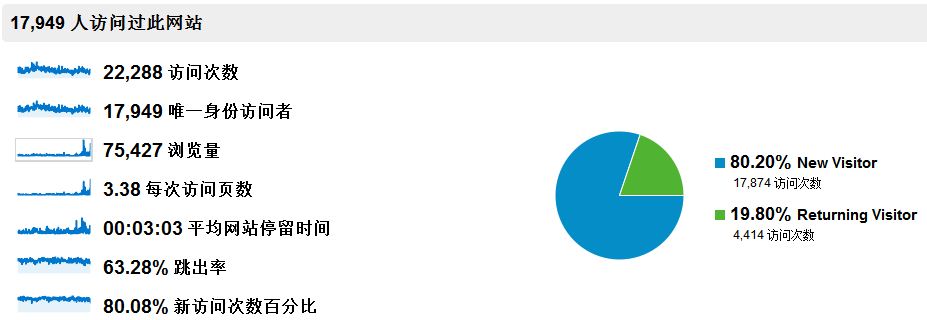 17,949 人访问过此网站
22,288 访问次数
17,949 唯一身份访问者
75,427 浏览量
3.38 每次访问页数
00:03:03 平均网站停留时间
63.28% 跳出率
80.08% 新访问次数百分比
80.20% New Visitor
17,874 访问次数
19.80% Returning Visitor
4,414 访问次数